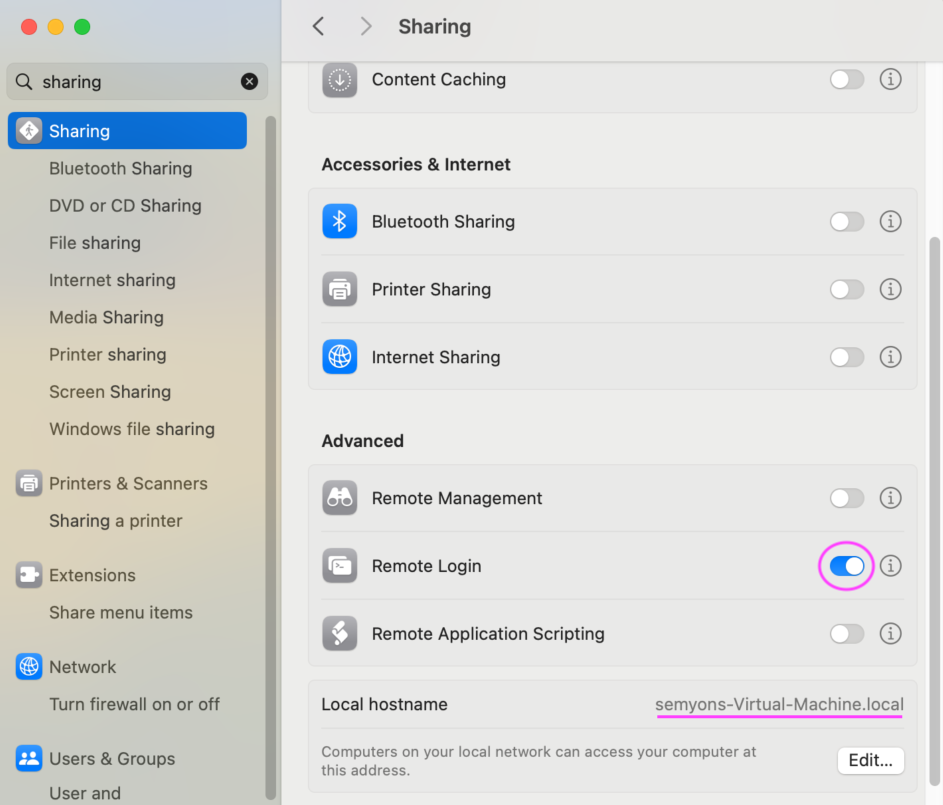 sharing
Sharing
Bluetooth Sharing
DVD or CD Sharing
File sharing
Internet sharing
Media Sharing
Printer sharing
Screen Sharing
Windows file sharing
Printers & Scanners
Sharing a printer
Extensions
Share menu items
Network
Turn firewall on or off
Users & Groups
User and
Sharing
Content Caching
Accessories & Internet
Bluetooth Sharing
Printer Sharing
Internet Sharing
Advanced
Remote Management
Remote Login
Remote Application Scripting
Local hostname
semyons-Virtual-Machine.local
Computers on your local network can access your computer at
this address.
Edit...